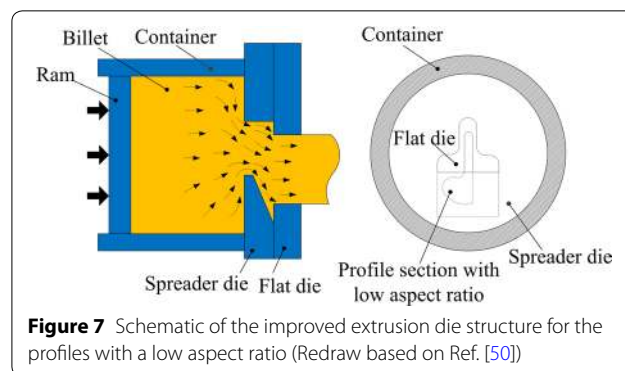 Billet
Container
Ram
Spreader die
Flat die
Container
Flat die
Spreader die
Profile section with
low aspect ratio
Figure 7 Schematic of the improved extrusion die structure for the
profiles with a low aspect ratio (Redraw based on Ref. [50])